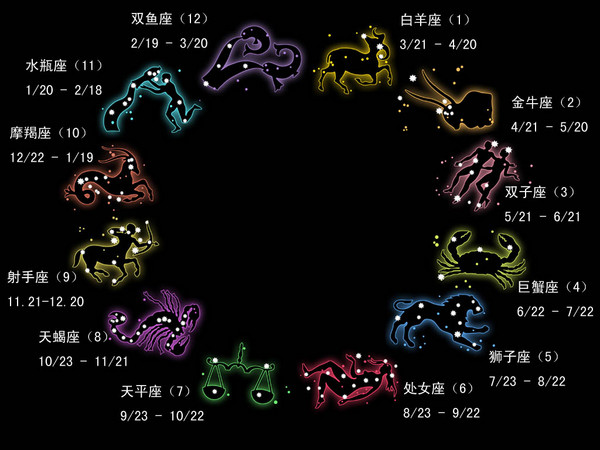 双鱼座（12）
2/19 - 3/20
白羊座（1）
3/21 - 4/20
金牛座（2）
4/21 - 5/20
双子座（3）
5/21 - 6/21
巨蟹座（4）
6/22 - 7/22
狮子座（5）
7/23 - 8/22
处女座（6）
8/23 - 9/22
天平座（7）
9/23 - 10/22
天蝎座（8）
10/23 - 11/21
射手座（9）
11.21-12.20
摩羯座（10）
12/22 - 1/19
水瓶座（11）
1/20 - 2/18